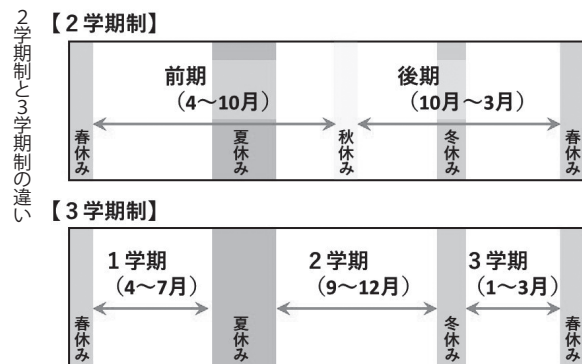 2学期制と3学期制の違い
【2学期制】
前期
（4～10月）
後期
（10月～3月）
春休み
夏休み
秋休み
冬休み
春休み
【3学期制】
1学期
（4～7月）
2学期
（9～12月）
3学期
（1～3月）
春休み
夏休み
冬休み
春休み